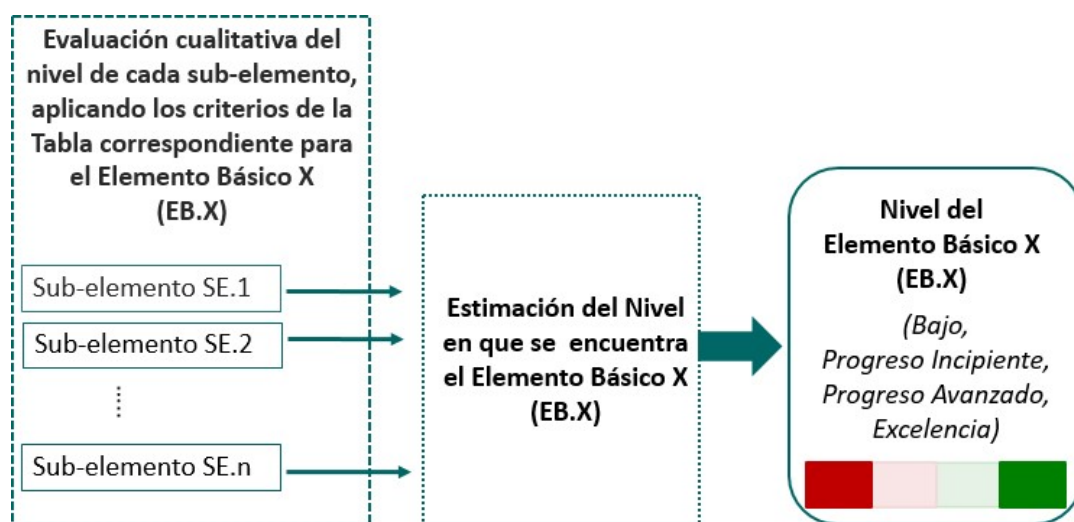 Evaluación cualitativa del
nivel de cada sub-elemento,
aplicando los criterios de la
Tabla correspondiente para
el Elemento Básico X
(EB.X)
Sub-elemento SE.1
Sub-elemento SE.2
Sub-elemento SE.n
Estimación del Nivel
en que se encuentra
el Elemento Básico X
(EB.X)
Nivel del
Elemento Básico X
(EB.X)
(Bajo,
Progreso Incipiente,
Progreso Avanzado,
Excelencia)